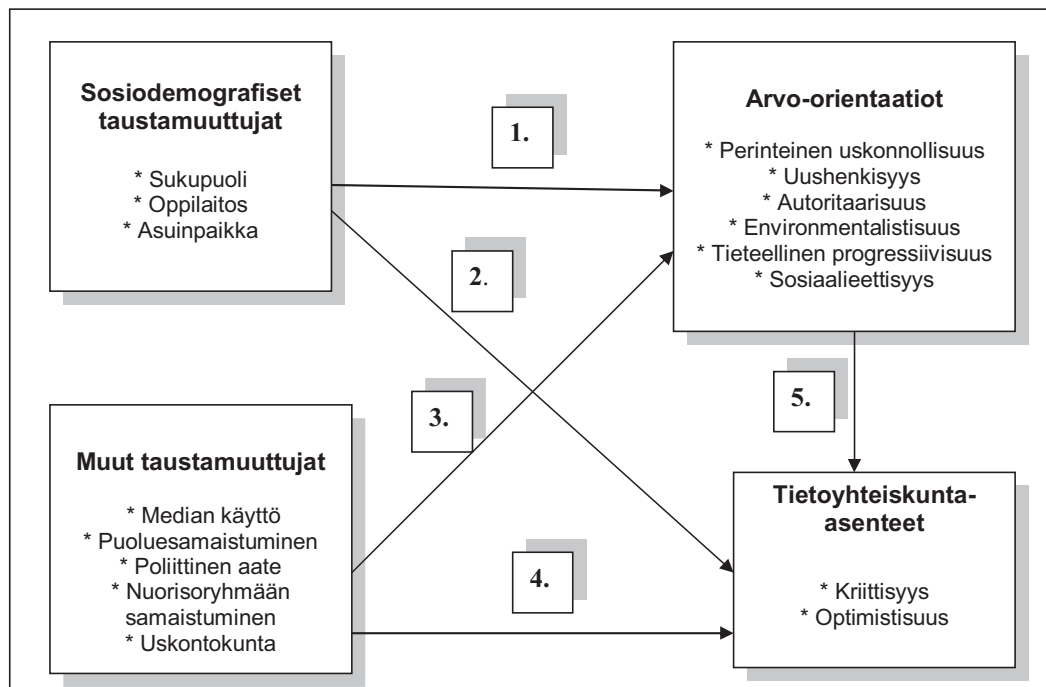 Sosiodemografiset
taustamuuttujat
* Sukupuoli
* Oppilaitos
* Asuinpaikka
1.
Arvo-orientaatiot
* Perinteinen uskonnollisuus
* Uushenkisyys
* Autoritaarisuus
* Environmentalistisuus
* Tieteellinen progressiivisuus
* Sosiaalieettisyys
2.
3.
5.
Muut taustamuuttujat
* Median käyttö
* Puoluesamaistuminen
* Poliittinen aate
* Nuorisoryhmään
samaistuminen
* Uskontokunta
4.
Tietoyhteiskunta-
asenteet
* Kriittisyys
* Optimistisuus